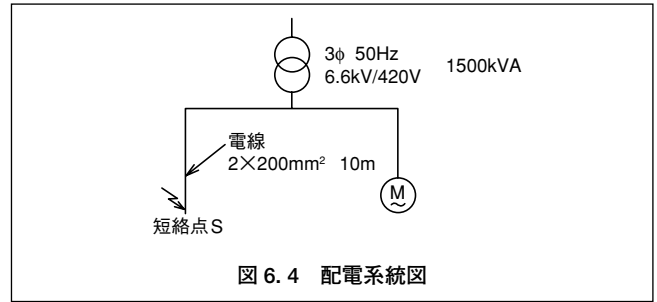 3φ 50Hz
6.6kV/420V
1500kVA
電線
2×200mm² 10m
M
短絡点S
図 6. 4 配電系統図